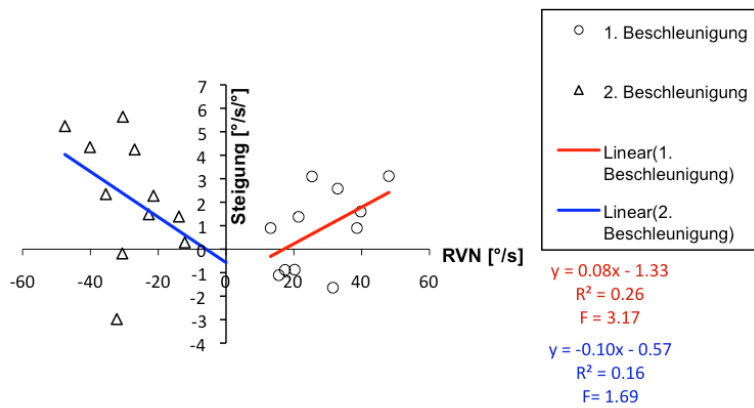 1. Beschleunigung
2. Beschleunigung
Linear(1.
Beschleunigung)
Linear(2.
Beschleunigung)
Steigung [°/s/°]
7
6
5
4
3
2
1
0
-1
-2
-3
-4
-60
-40
-20
0
20
40
60
RVN [°/s]
y = 0.08x - 1.33
R² = 0.26
F = 3.17
y = -0.10x - 0.57
R² = 0.16
F= 1.69